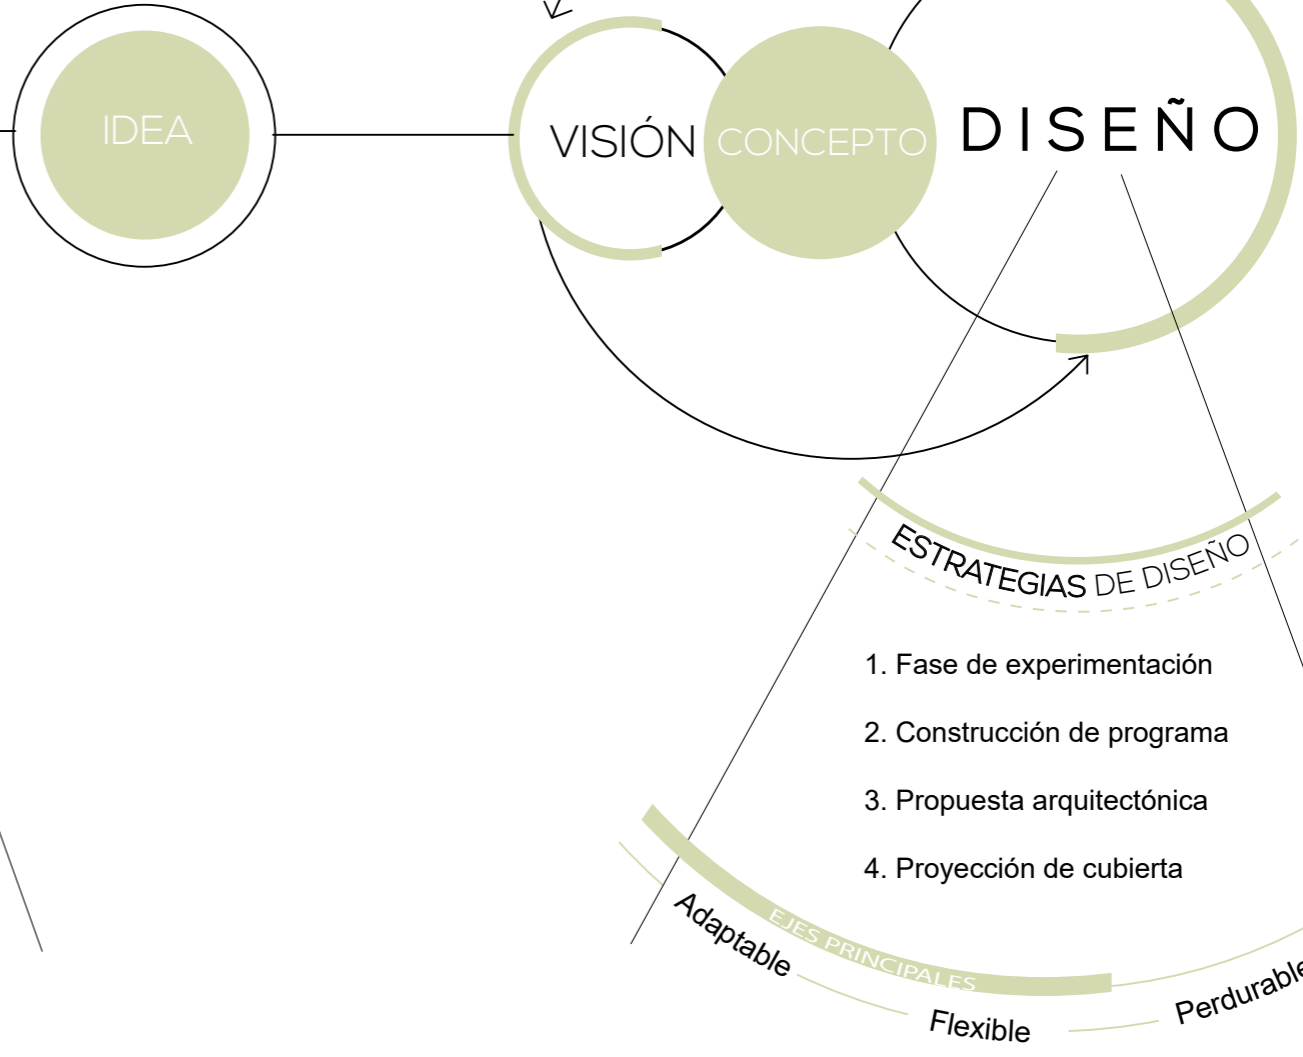 IDEA
VISIÓN
CONCEPTO
DISEÑO
ESTRATEGIAS DE DISEÑO
1. Fase de experimentación
2. Construcción de programa
3. Propuesta arquitectónica
4. Proyección de cubierta
EJES PRINCIPALES
Adaptable
Flexible
Perdurable